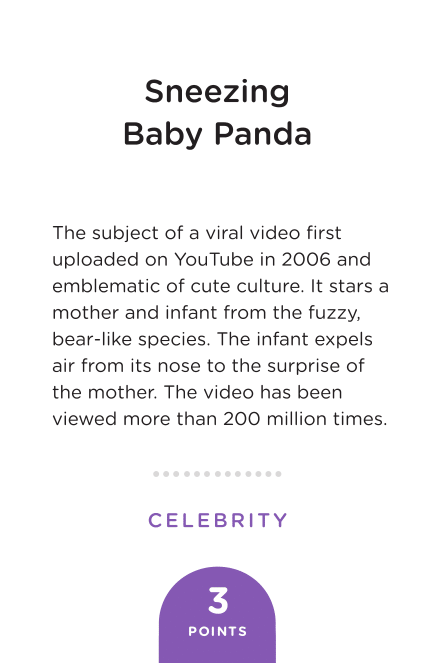 Sneezing
Baby Panda
The subject of a viral video first
uploaded on YouTube in 2006 and
emblematic of cute culture. It stars a
mother and infant from the fuzzy,
bear-like species. The infant expels
air from its nose to the surprise of
the mother. The video has been
viewed more than 200 million times.
CELEBRITY
3
POINTS